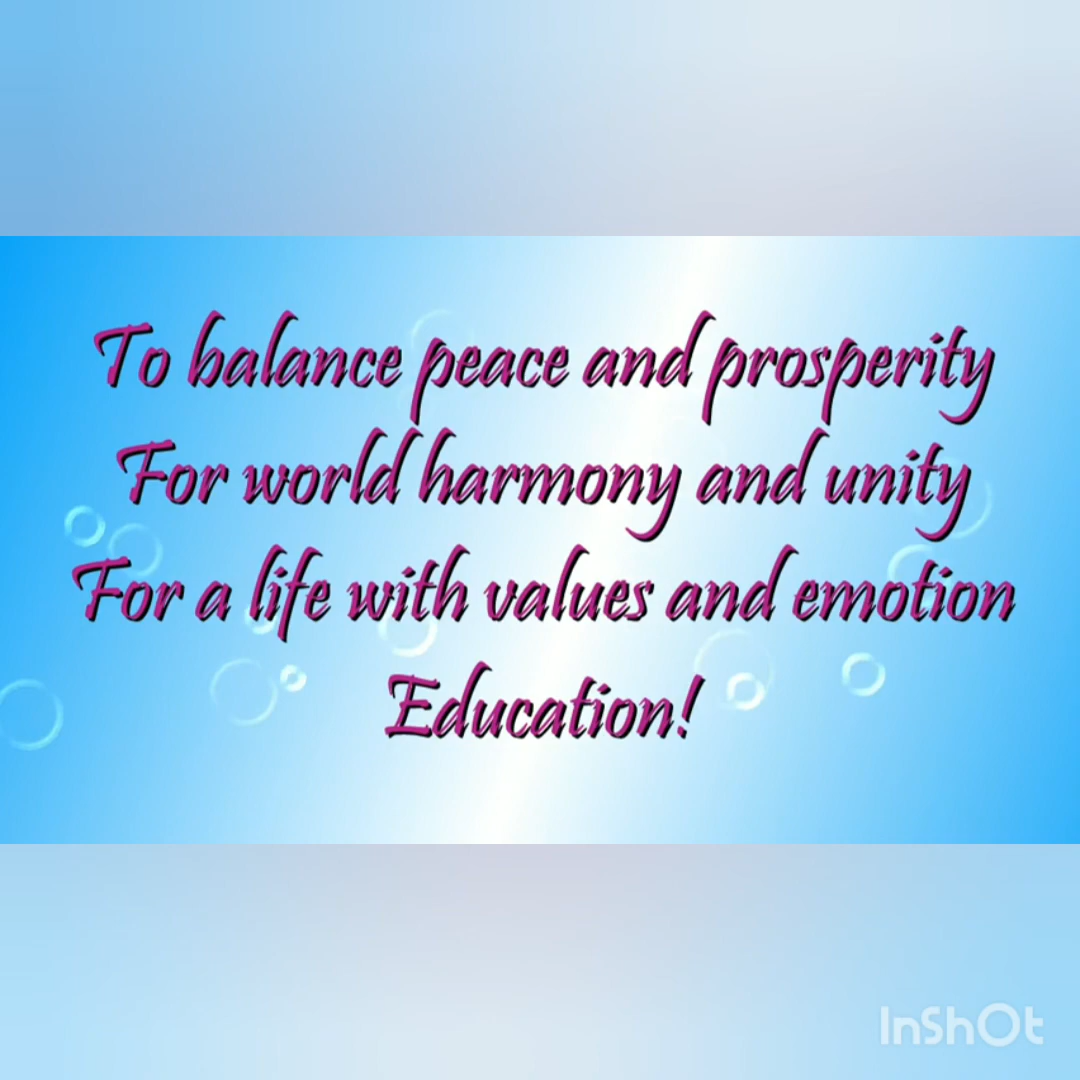 To balance peace and prosperity
For world harmony and unity
For a life with values and emotion
Education!
InShOt